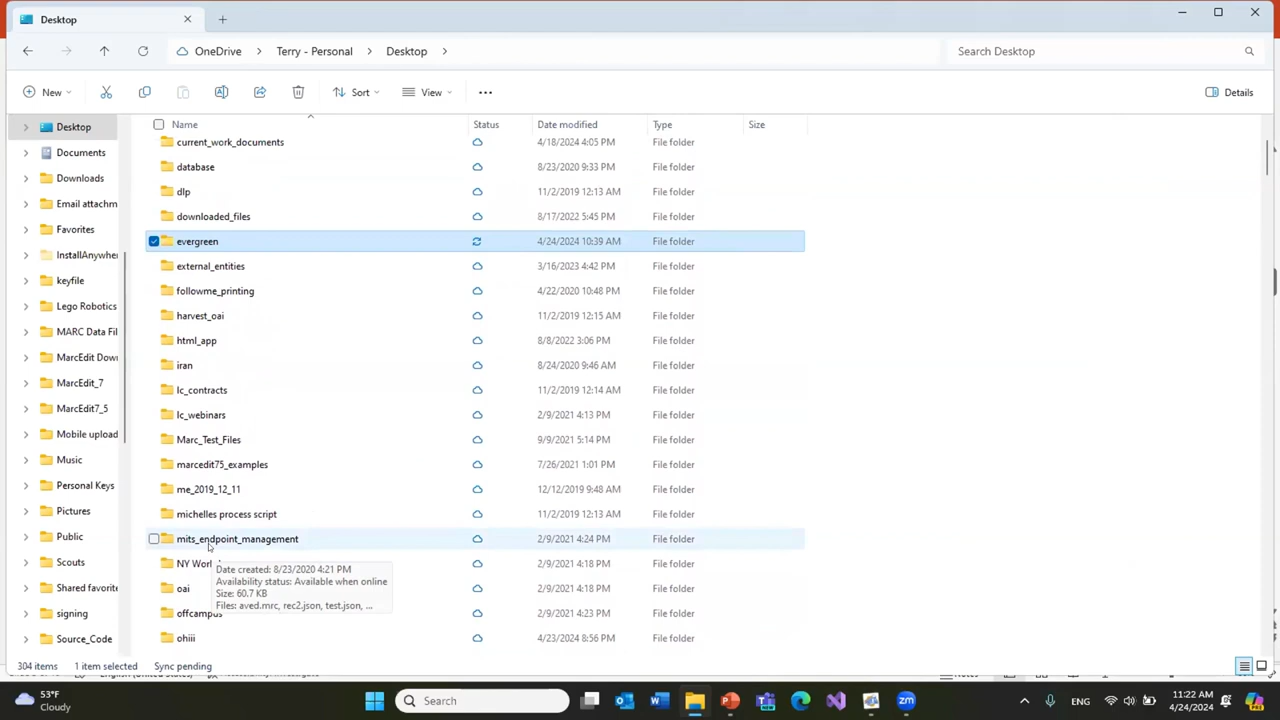 Desktop
OneDrive > Terry - Personal > Desktop >
Search Desktop
New
Sort
View
Details
Name Status Date modified Type Size
Desktop
Documents
Downloads
Email attachm
Favorites
InstallAnywher
keyfile
Lego Robotics
MARC Data Fil
MarcEdit Down
MarcEdit_7
MarcEdit7_5
Mobile upload
Music
Personal Keys
Pictures
Public
Scouts
Shared favorite
signing
Source_Code
current_work_documents 4/18/2024 4:05 PM File folder
database 8/23/2020 9:33 PM File folder
dlp 11/2/2019 12:13 AM File folder
downloaded_files 8/17/2022 5:45 PM File folder
evergreen 4/24/2024 10:39 AM File folder
external_entities 3/16/2023 4:42 PM File folder
followme_printing 4/22/2020 10:48 PM File folder
harvest_oai 11/2/2019 12:15 AM File folder
html_app 8/8/2022 3:06 PM File folder
iran 8/24/2020 9:46 AM File folder
lc_contracts 11/2/2019 12:14 AM File folder
lc_webinars 2/9/2021 4:13 PM File folder
Marc_Test_Files 9/9/2021 5:14 PM File folder
marcedit75_examples 7/26/2021 1:01 PM File folder
me_2019_12_11 12/12/2019 9:48 AM File folder
michelles process script 11/2/2019 12:13 AM File folder
mits_endpoint_management 2/9/2021 4:24 PM File folder
NY 2/9/2021 4:18 PM File folder
oai 2/9/2021 4:18 PM File folder
offcampus 2/9/2021 4:23 PM File folder
ohiii 4/23/2024 8:56 PM File folder
Date created: 8/23/2020 4:21 PM
Availability status: Available when online
Size: 60.7 KB
Files: aved.mrc, rec2.json, test.json, ...
304 items 1 item selected Sync pending
53°F
Cloudy
Search
ENG
11:22 AM
4/24/2024